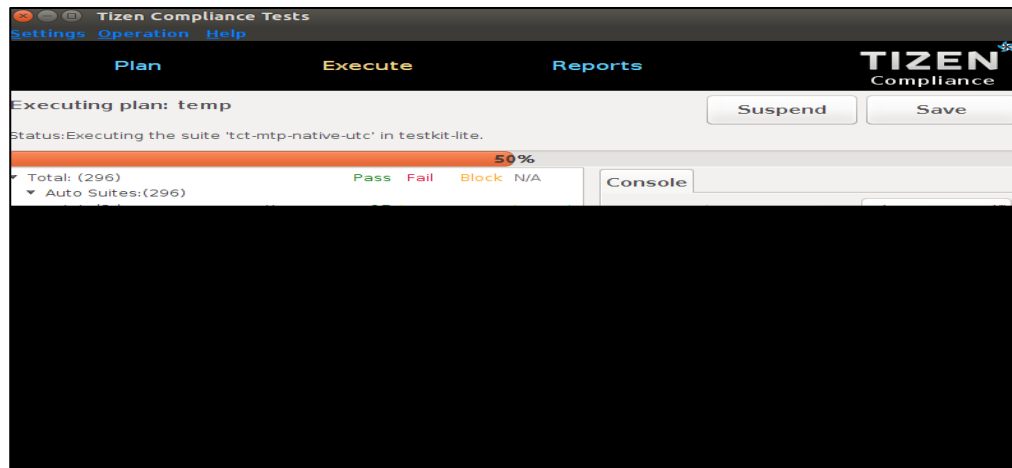 Tizen Compliance Tests
Settings Operation Help
Plan Execute Reports
TIZEN
Compliance
Executing plan: temp
Suspend Save
Status:Executing the suite 'tct-mtp-native-utc' in testkit-lite.
50%
Total: (296) Pass Fail Block N/A
Console
Auto Suites:(296)